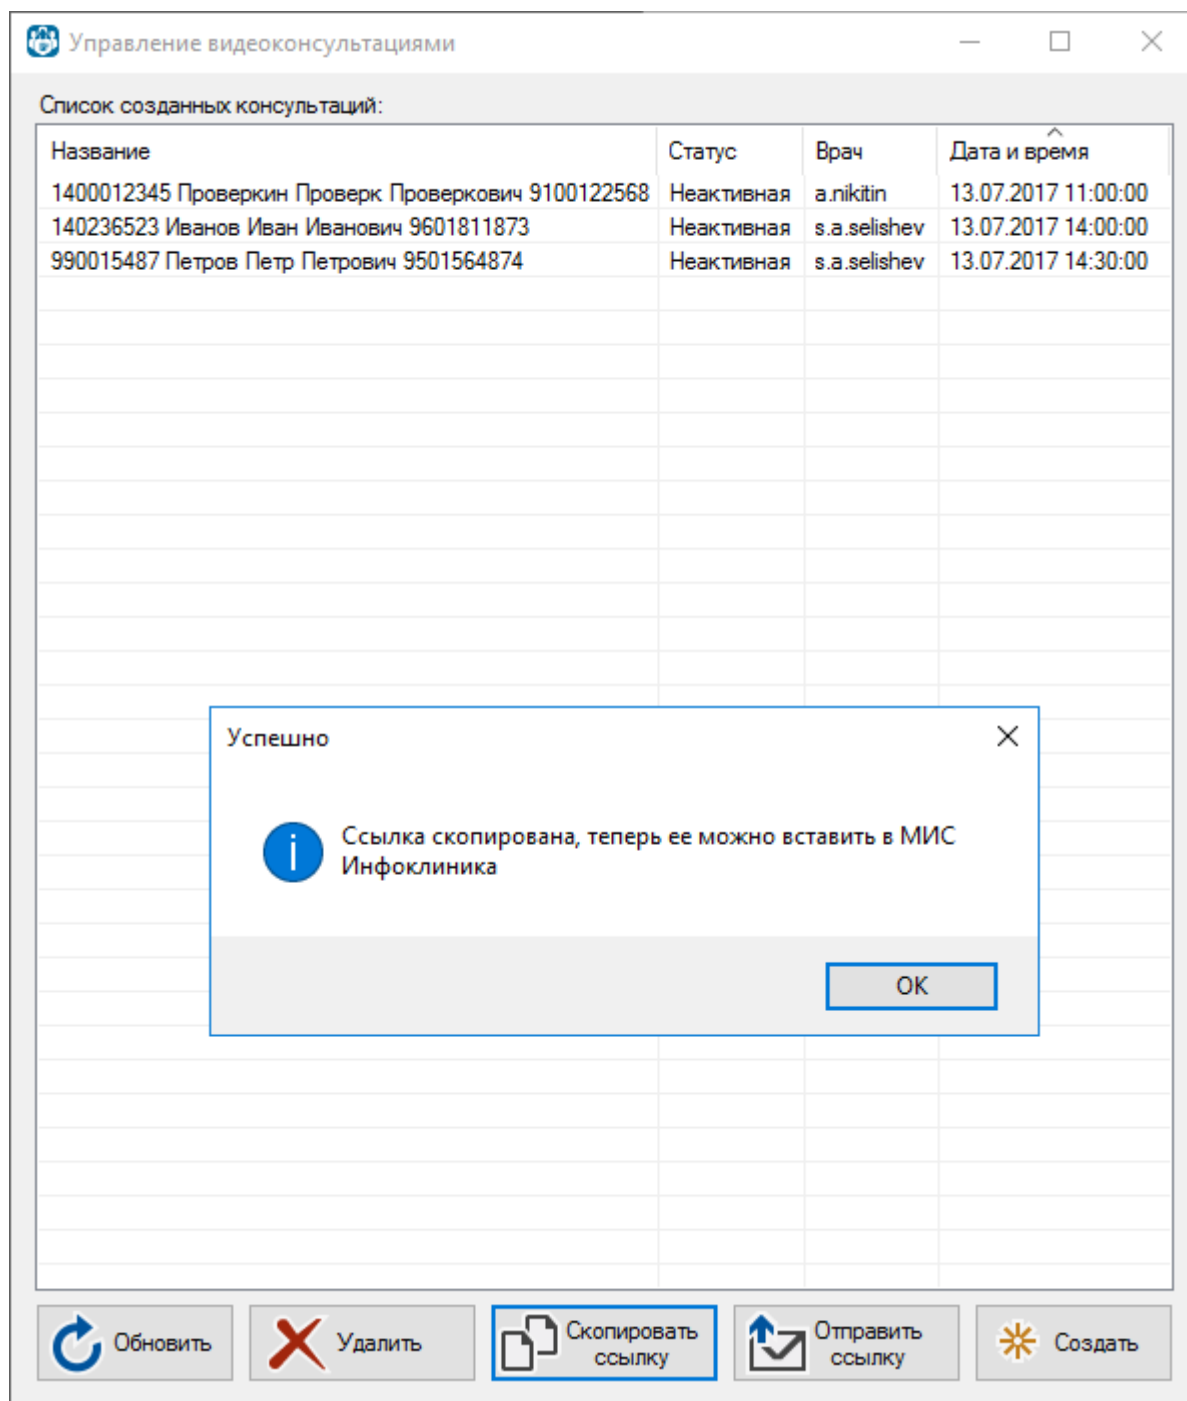 Управление видеоконсультациями
Список созданных консультаций:
Название Статус Врач Дата и время
1400012345 Проверкин Проверк Проверкович 9100122568 Неактивная a.nikitin 13.07.2017 11:00:00
140236523 Иванов Иван Иванович 9601811873 Неактивная s.a.selishev 13.07.2017 14:00:00
990015487 Петров Петр Петрович 9501564874 Неактивная s.a.selishev 13.07.2017 14:30:00
Успешно
Ссылка скопирована, теперь ее можно вставить в МИС
Инфоклиника
OK
Обновить
Удалить
Скопировать
ссылку
Отправить
ссылку
Создать